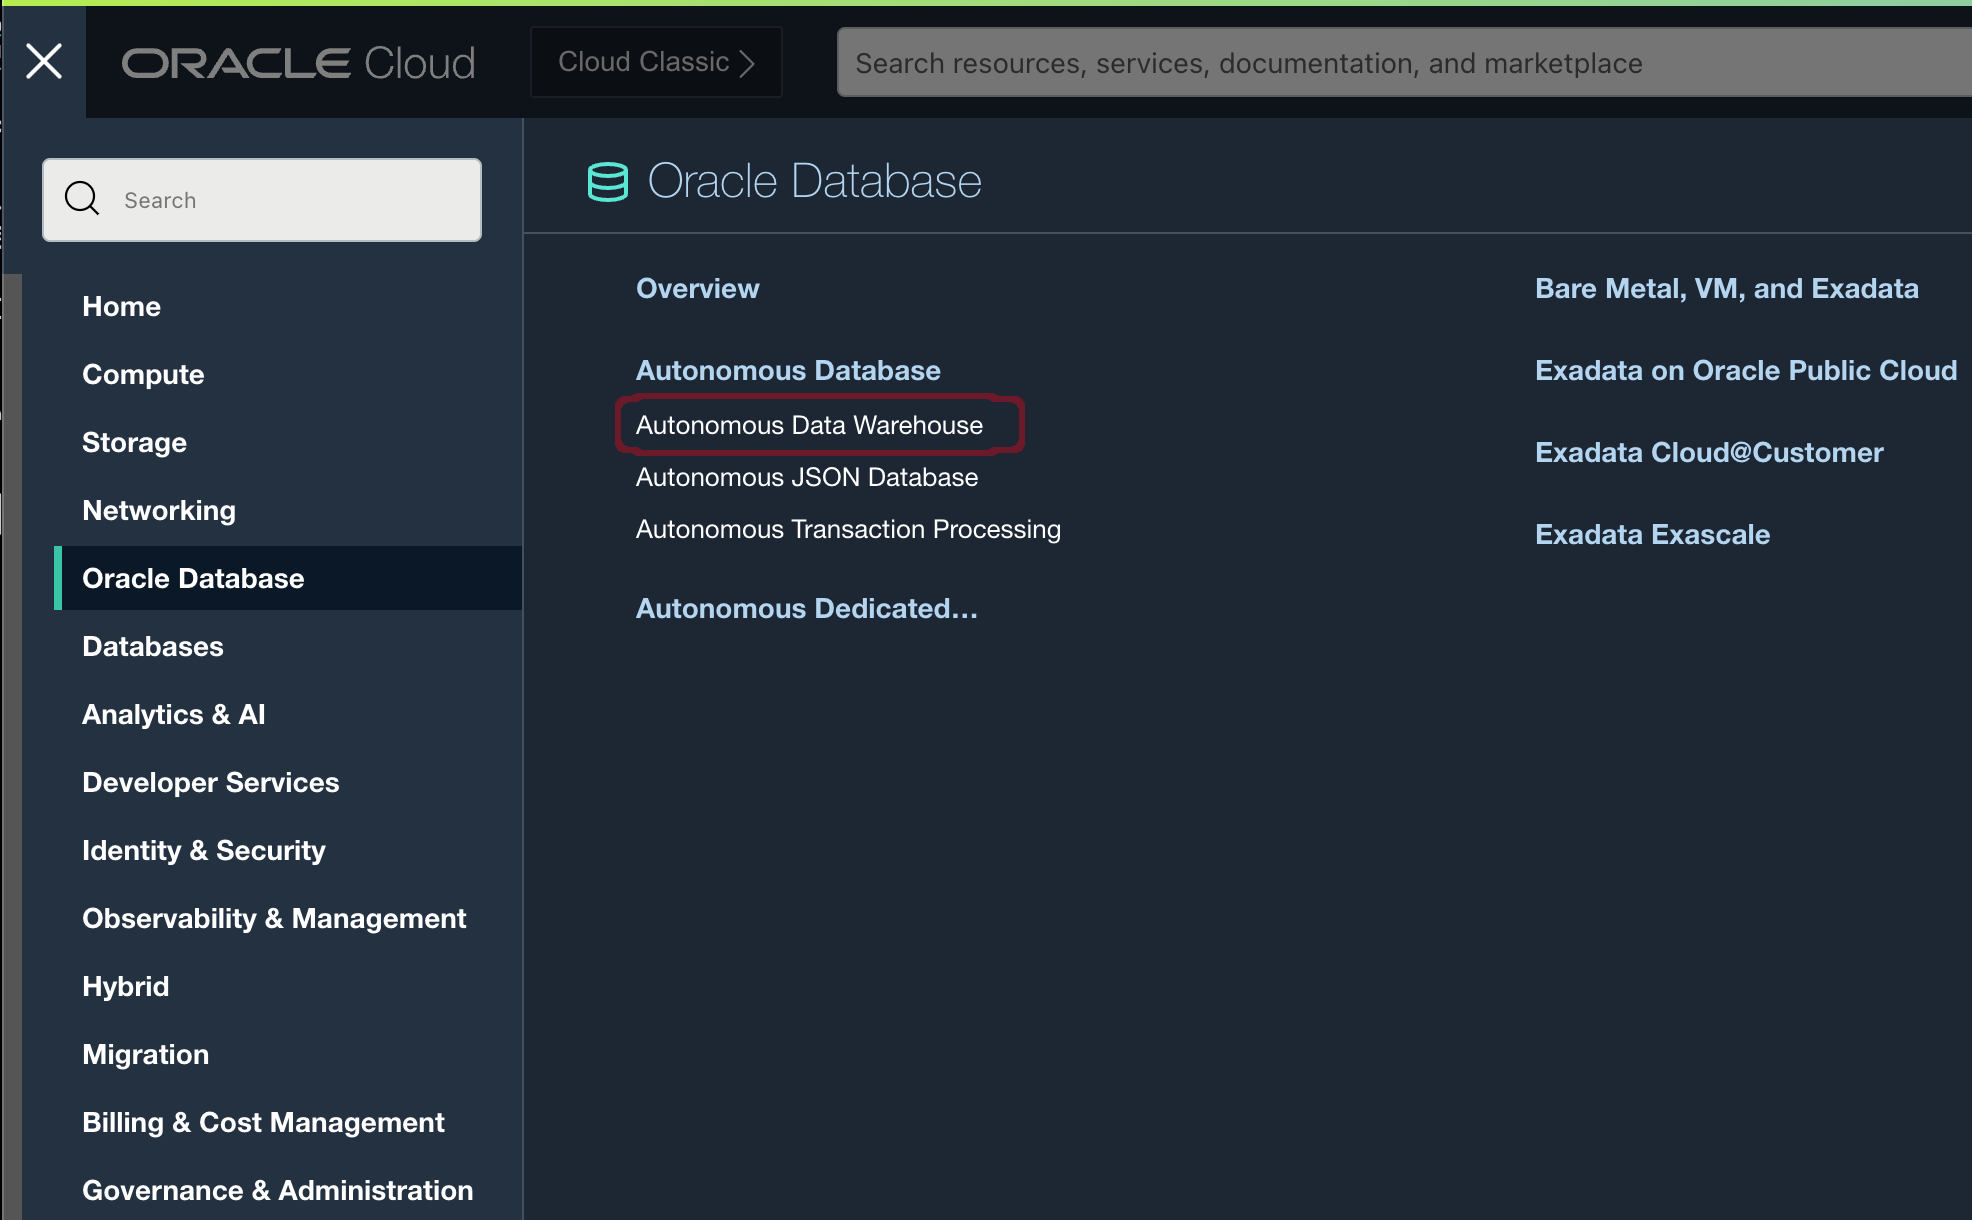 ORACLE Cloud
Cloud Classic
Search resources, services, documentation, and marketplace
Search
Home
Compute
Storage
Networking
Oracle Database
Databases
Analytics & AI
Developer Services
Identity & Security
Observability & Management
Hybrid
Migration
Billing & Cost Management
Governance & Administration
Oracle Database
Overview
Autonomous Database
Autonomous Data Warehouse
Autonomous JSON Database
Autonomous Transaction Processing
Autonomous Dedicated...
Bare Metal, VM, and Exadata
Exadata on Oracle Public Cloud
Exadata Cloud@Customer
Exadata Exascale